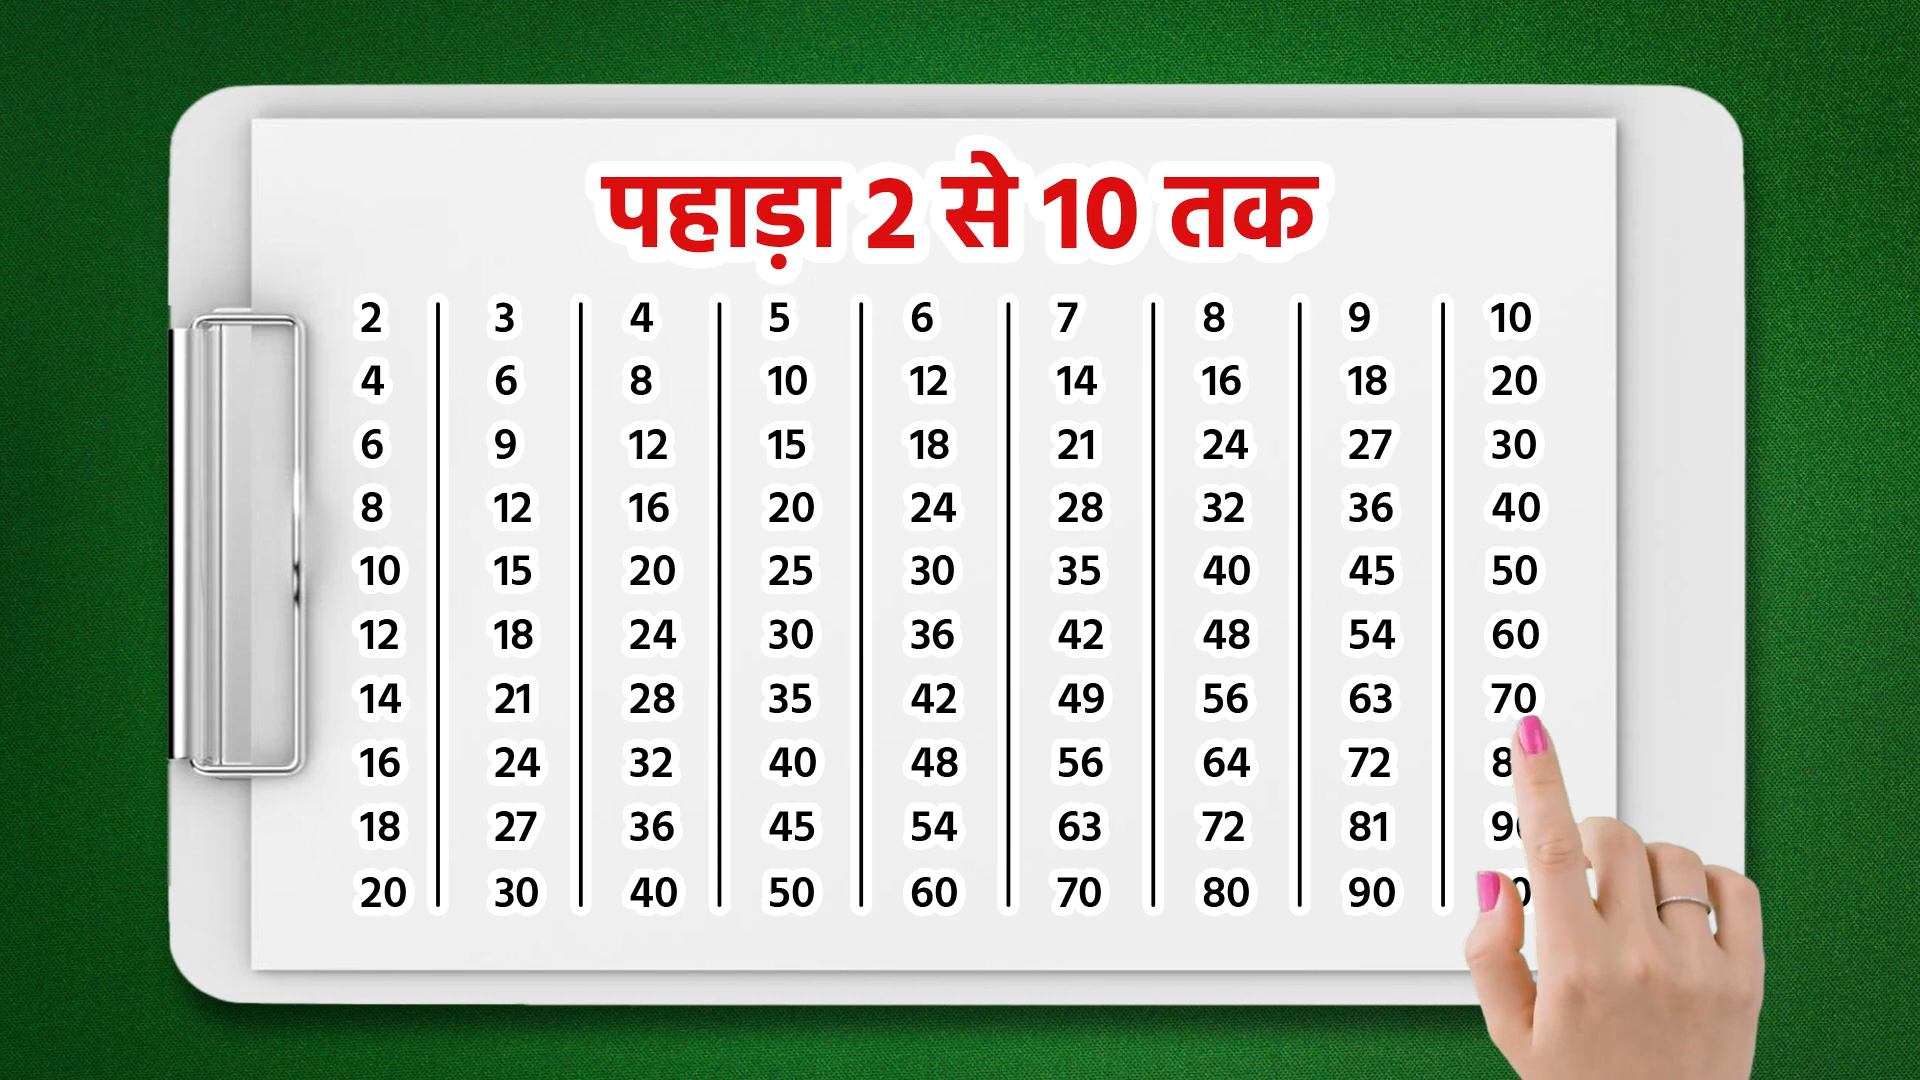 पहाड़ा 2 से 10 तक
2 3 4 5 6 7 8 9 10
4 6 8 10 12 14 16 18 20
6 9 12 15 18 21 24 27 30
8 12 16 20 24 28 32 36 40
10 15 20 25 30 35 40 45 50
12 18 24 30 36 42 48 54 60
14 21 28 35 42 49 56 63 70
16 24 32 40 48 56 64 72
18 27 36 45 54 63 72 81
20 30 40 50 60 70 80 90